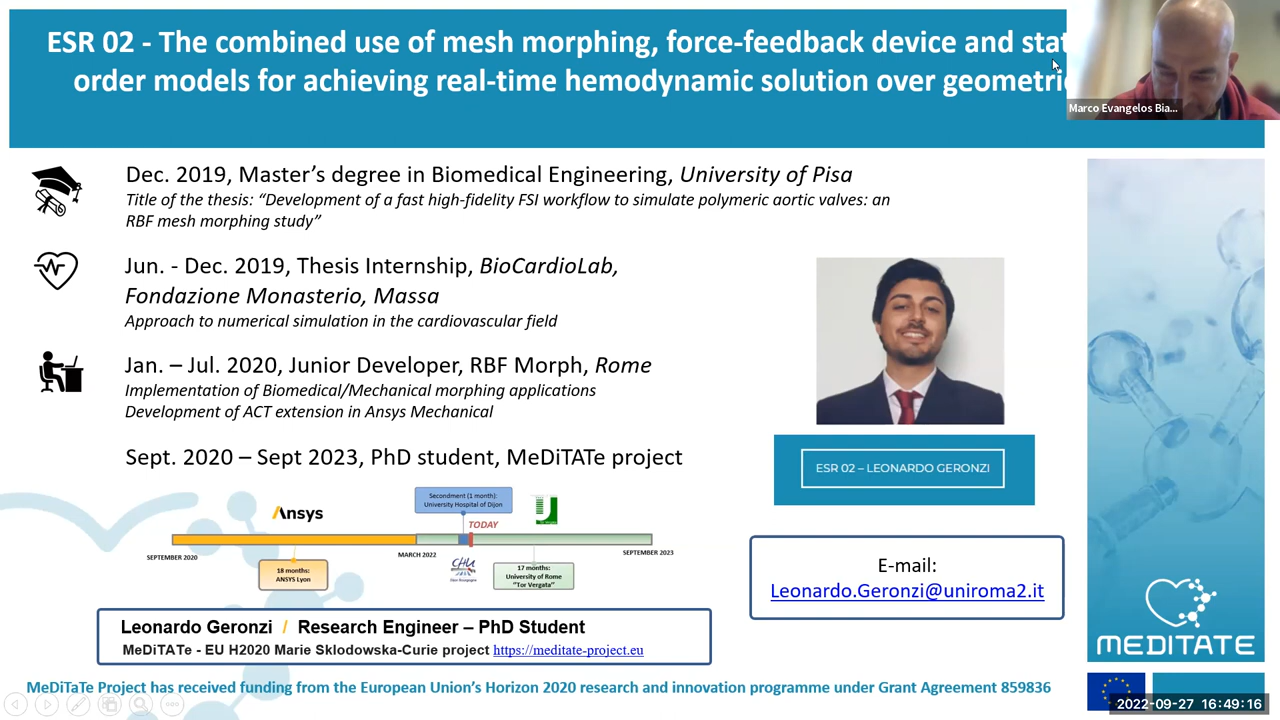 ESR 02 - The combined use of mesh morphing, force-feedback device and
order models for achieving real-time hemodynamic solution over
Marco Evangelos Bia...
Dec. 2019, Master's degree in Biomedical Engineering, University of Pisa
Title of the thesis: “Development of a fast high-fidelity FSI workflow to simulate polymeric aortic valves: an
RBF mesh morphing study”
Jun. - Dec. 2019, Thesis Internship, BioCardioLab,
Fondazione Monasterio, Massa
Approach to numerical simulation in the cardiovascular field
Jan. – Jul. 2020, Junior Developer, RBF Morph, Rome
Implementation of Biomedical/Mechanical morphing applications
Development of ACT extension in Ansys Mechanical
Sept. 2020 – Sept 2023, PhD student, MeDiTATe project
ESR 02 – LEONARDO GERONZI
Ansys
Secondment (1 month):
University Hospital of Dijon
TODAY
SEPTEMBER 2020
MARCH 2022
SEPTEMBER 2023
18 months:
ANSYS Lyon
CHU
17 months:
University of Rome
“Tor Vergata”
E-mail:
Leonardo.Geronzi@uniroma2.it
Leonardo Geronzi / Research Engineer – PhD Student
MeDiTATe - EU H2020 Marie Sklodowska-Curie project https://meditate-project.eu
MEDITATE
MeDiTaTe Project has received funding from the European Union's Horizon 2020 research and innovation programme under Grant Agreement 859836
2022-09-27 16:49:16